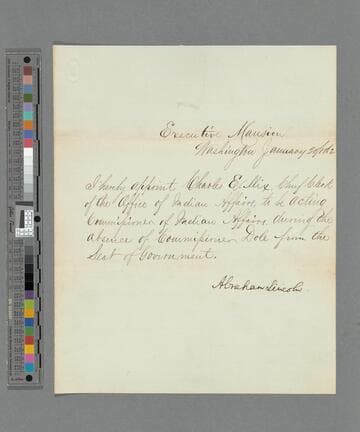 Executive Mansion
Washington January 20, 1862
I hereby appoint Charles E. Mix, Chief Clerk
of the Office of Indian Affairs, to be acting
Commissioner of Indian Affairs during the
absence of Commissioner Dole from the
Seat of Government.
Abraham Lincoln